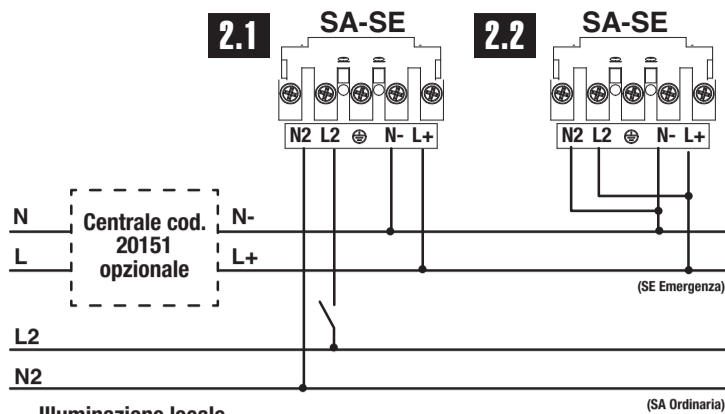 2.1 SA-SE
2.2 SA-SE
N2 L2 N- L+
N2 L2 N- L+
N
Centrale cod.
20151
opzionale
N-
L
L+
(SE Emergenza)
L2
N2
(SA Ordinaria)
Illuminazione locale